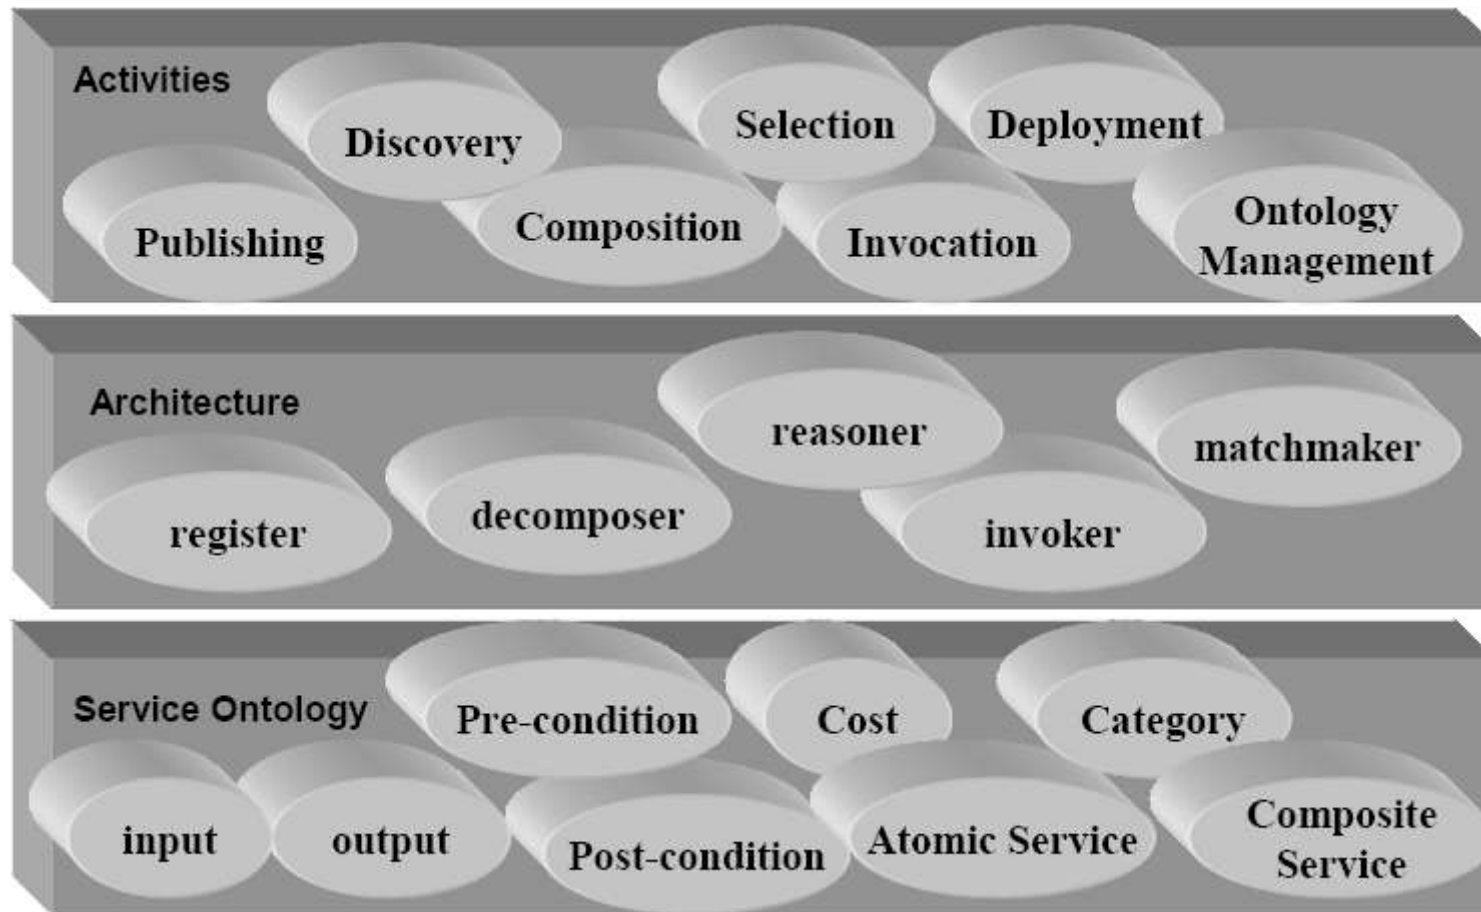 Activities
Discovery
Selection
Deployment
Publishing
Composition
Invocation
Ontology
Management
Architecture
reasoner
matchmaker
register
decomposer
invoker
Service Ontology
Pre-condition
Cost
Category
input
output
Post-condition
Atomic Service
Composite
Service